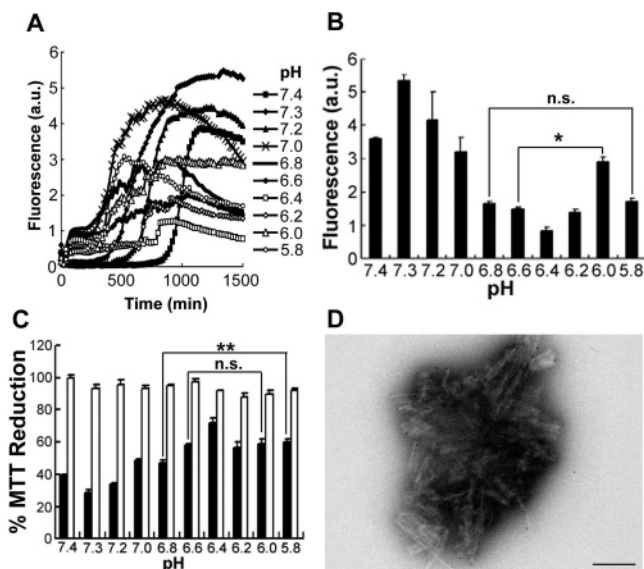 A
Fluorescence (a.u.)
6
5
4
3
2
1
0
0
500
1000
1500
Time (min)
pH
7.4
7.3
7.2
7.0
6.8
6.6
6.4
6.2
6.0
5.8
B
Fluorescence (a.u.)
6
5
4
3
2
1
0
n.s.
*
7.4 7.3 7.2 7.0 6.8 6.6 6.4 6.2 6.0 5.8
pH
C
% MTT Reduction
120
100
80
60
40
20
0
**
n.s.
7.4 7.3 7.2 7.0 6.8 6.6 6.4 6.2 6.0 5.8
pH
D